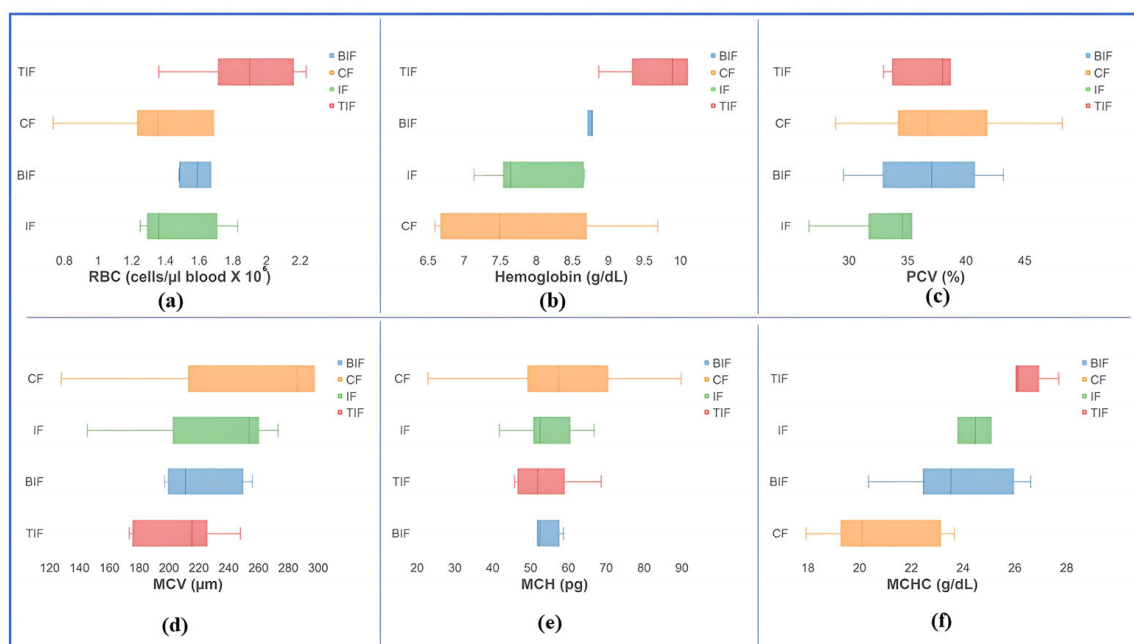 BIF
CF
IF
TIF
TIF
CF
BIF
IF
0.8 1 1.2 1.4 1.6 1.8 2 2.2
RBC (cells/µl blood X 10⁶)
(a)
BIF
CF
IF
TIF
TIF
BIF
IF
CF
6.5 7 7.5 8 8.5 9 9.5 10
Hemoglobin (g/dL)
(b)
BIF
CF
IF
TIF
TIF
CF
BIF
IF
30 35 40 45
PCV (%)
(c)
BIF
CF
IF
TIF
CF
IF
BIF
TIF
120 140 160 180 200 220 240 260 280 300
MCV (µm)
(d)
BIF
CF
IF
TIF
CF
IF
TIF
BIF
20 30 40 50 60 70 80 90
MCH (pg)
(e)
BIF
CF
IF
TIF
TIF
IF
BIF
CF
18 20 22 24 26 28
MCHC (g/dL)
(f)